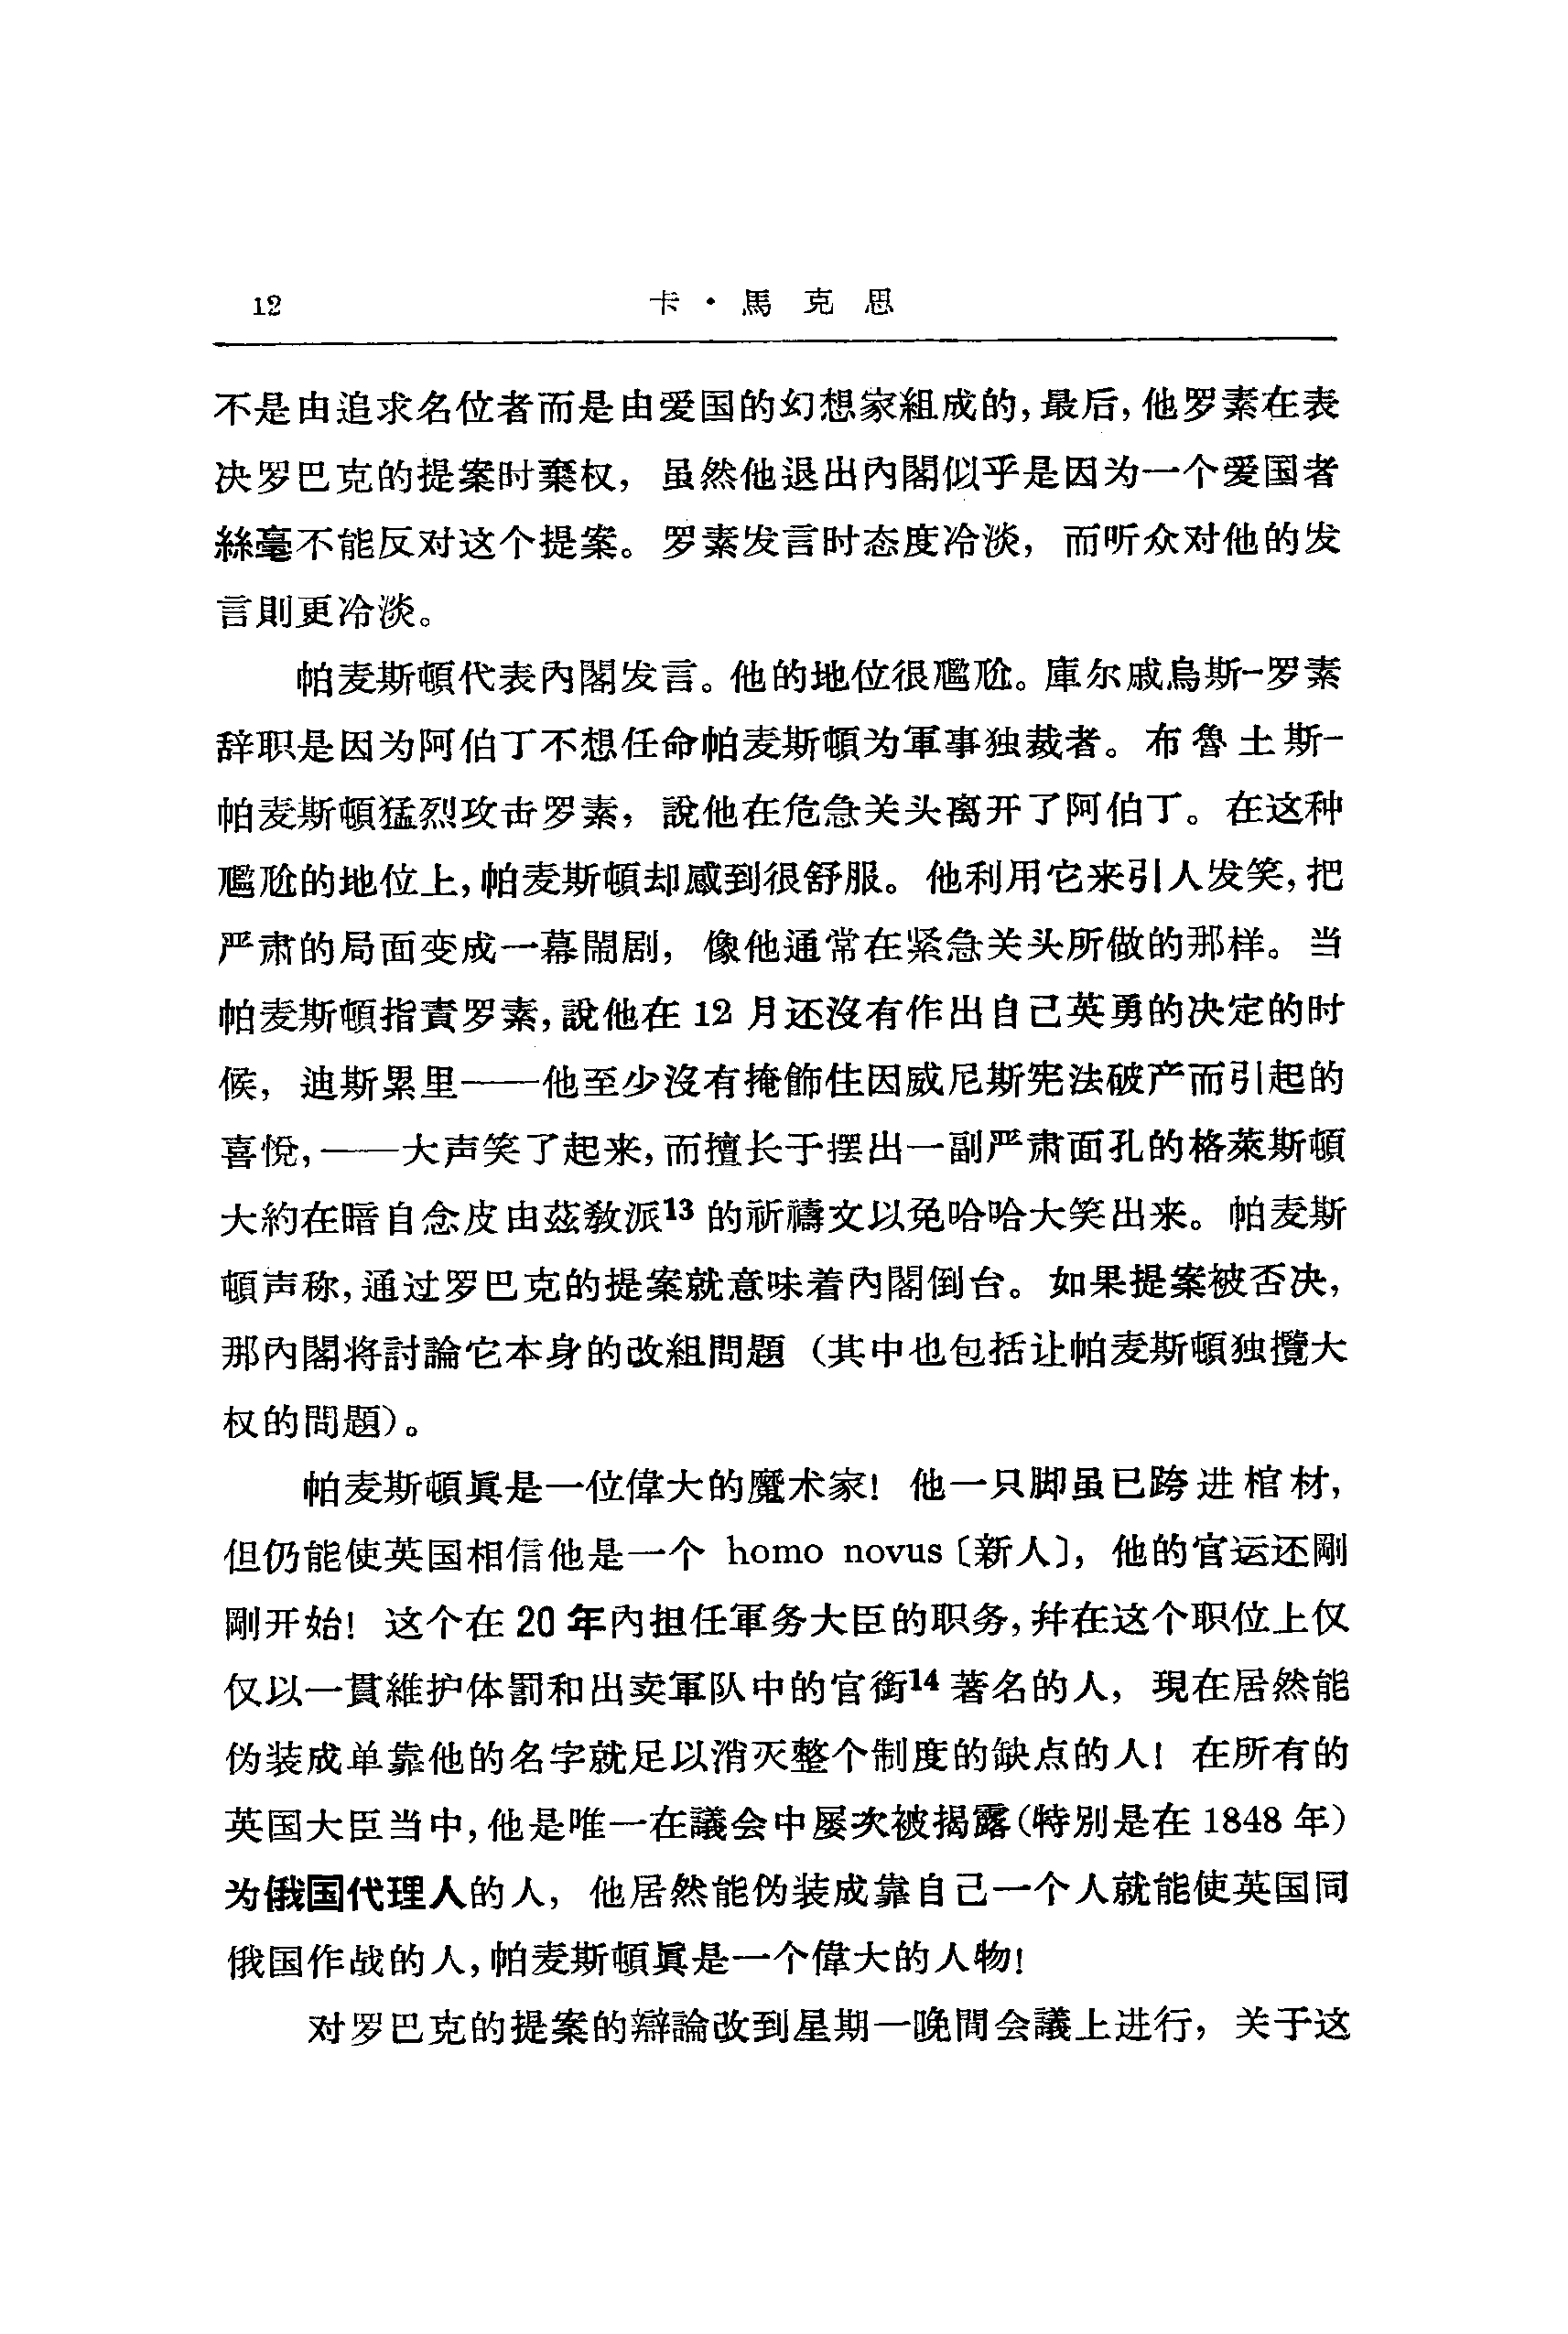 12
卡·馬克思
不是由追求名位者而是由爱国的幻想家組成的，最后，他罗素在表
决罗巴克的提案时棄权，虽然他退出內閣似乎是因为一个爱国者
絲毫不能反对这个提案。罗素发言时态度冷淡，而听众对他的发
言則更冷淡。
帕麦斯頓代表內閣发言。他的地位很尷尬。庫尔戚烏斯-罗素
辞职是因为阿伯丁不想任命帕麦斯頓为軍事独裁者。布魯土斯-
帕麦斯頓猛烈攻击罗素，說他在危急关头离开了阿伯丁。在这种
尷尬的地位上，帕麦斯頓却感到很舒服。他利用它来引人发笑，把
严肃的局面变成一幕鬧剧，像他通常在紧急关头所做的那样。当
帕麦斯頓指責罗素，說他在12月还沒有作出自己英勇的决定的时
候，迪斯累里——他至少沒有掩飾住因威尼斯宪法破产而引起的
喜悅，——大声笑了起来，而擅长于摆出一副严肃面孔的格萊斯頓
大約在暗自念皮由茲敎派13的祈禱文以免哈哈大笑出来。帕麦斯
頓声称，通过罗巴克的提案就意味着內閣倒台。如果提案被否决，
那內閣将討論它本身的改組問題（其中也包括让帕麦斯頓独攬大
权的問題）。
帕麦斯頓眞是一位偉大的魔术家！他一只脚虽已跨进棺材，
但仍能使英国相信他是一个 homo novus〔新人〕，他的官运还剛
剛开始！这个在20年內担任軍务大臣的职务，幷在这个职位上仅
仅以一貫維护体罰和出卖軍队中的官銜14著名的人，現在居然能
伪装成单靠他的名字就足以消灭整个制度的缺点的人！在所有的
英国大臣当中，他是唯一在議会中屡次被揭露（特別是在1848年）
为俄国代理人的人，他居然能伪装成靠自己一个人就能使英国同
俄国作战的人，帕麦斯頓眞是一个偉大的人物！
对罗巴克的提案的辯論改到星期一晚間会議上进行，关于这